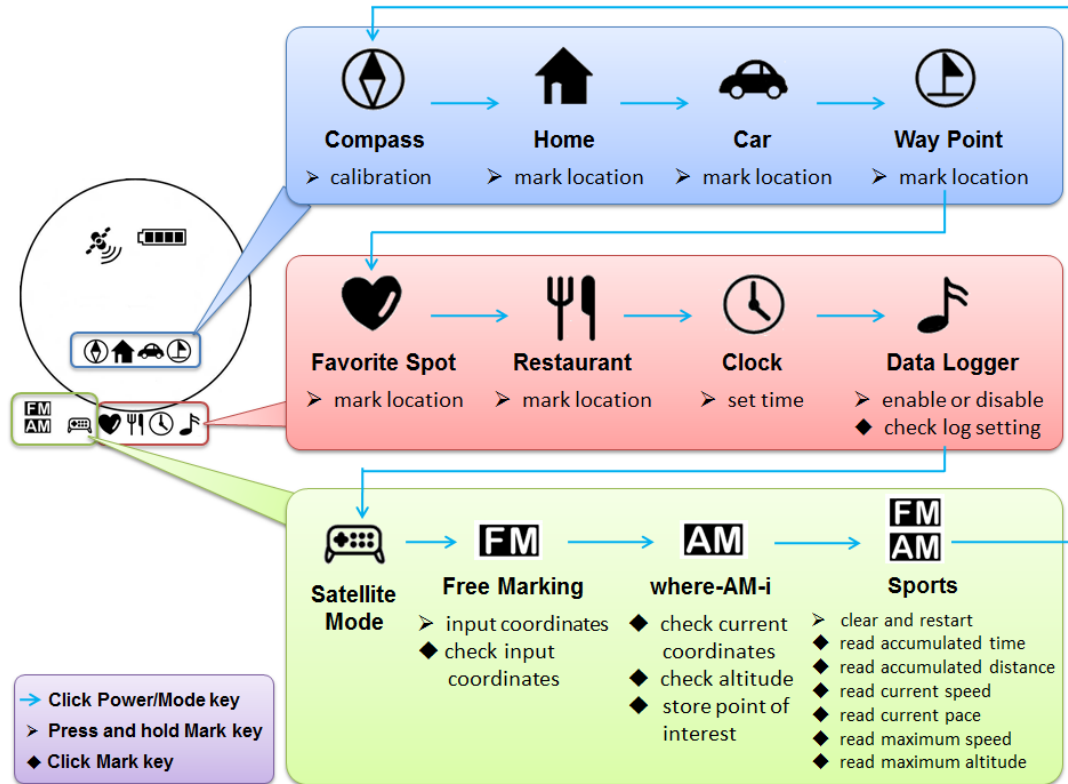 Compass
Home
Car
Way Point
➢ calibration
➢ mark location
➢ mark location
➢ mark location
Favorite Spot
Restaurant
Clock
Data Logger
➢ mark location
➢ mark location
➢ set time
➢ enable or disable
◆ check log setting
FM
AM
Satellite
Mode
FM
Free Marking
➢ input coordinates
◆ check input
coordinates
AM
where-AM-i
◆ check current
coordinates
◆ check altitude
◆ store point of
interest
FM
AM
Sports
➢ clear and restart
◆ read accumulated time
◆ read accumulated distance
◆ read current speed
◆ read current pace
◆ read maximum speed
◆ read maximum altitude
→ Click Power/Mode key
➢ Press and hold Mark key
◆ Click Mark key